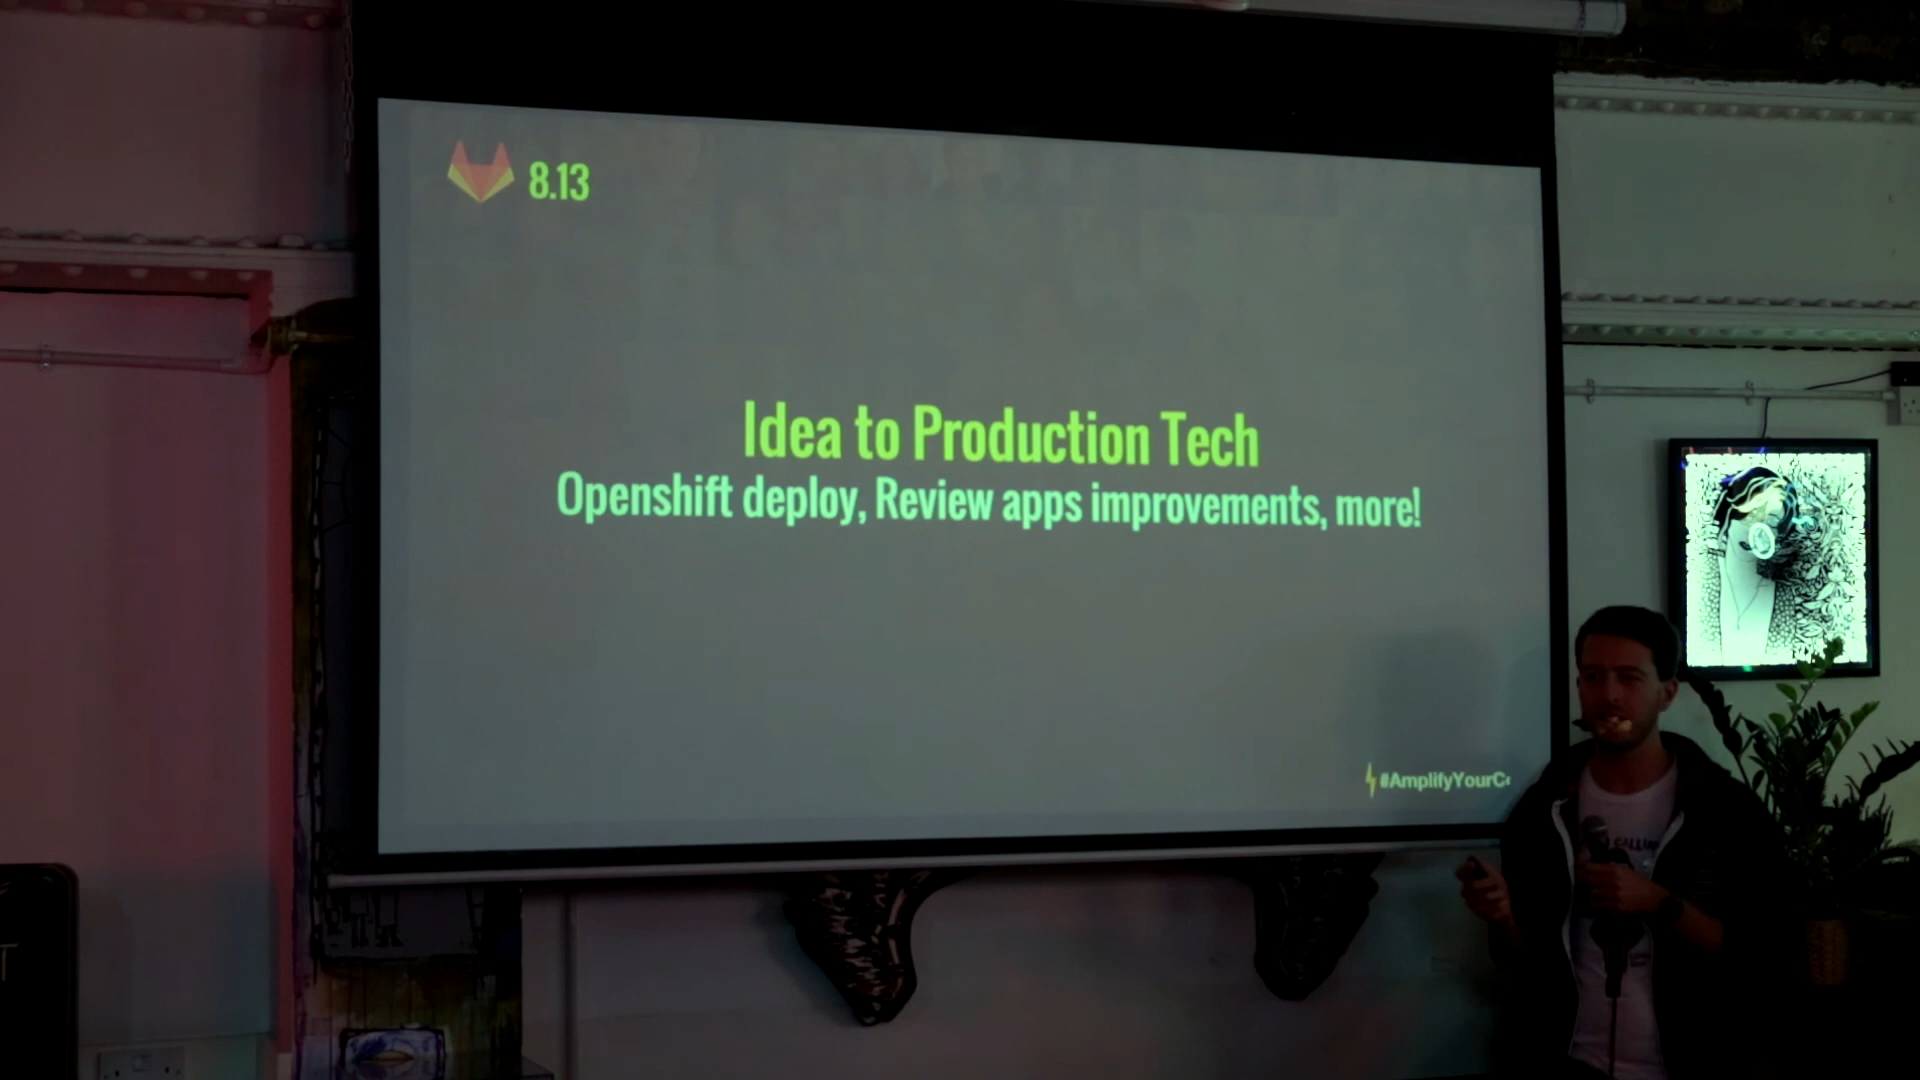 8.13
Idea to Production Tech
Openshift deploy, Review apps improvements, more!
#AmplifyYourC